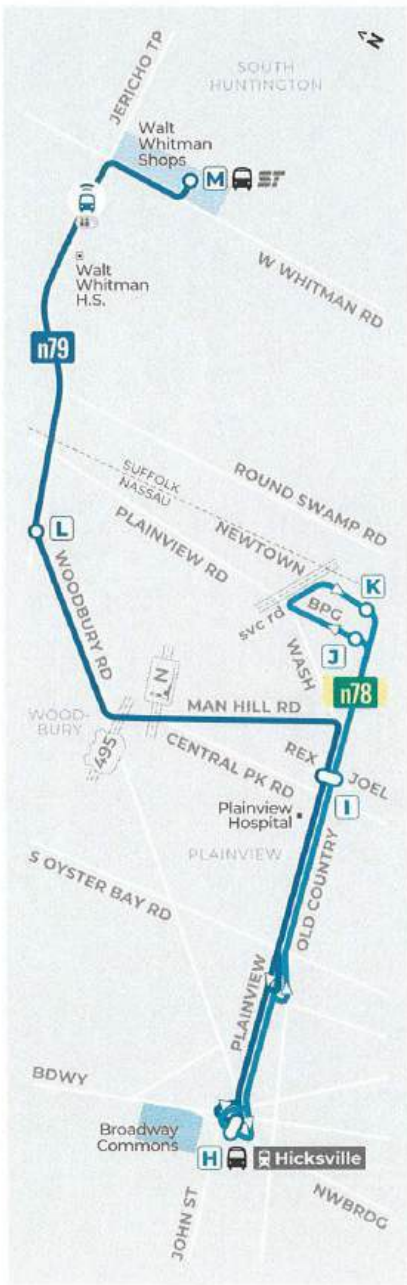 N
SOUTH
HUNTINGTON
JERICHO TP
Walt
Whitman
Shops
M
ST
W WHITMAN RD
Walt
Whitman
H.S.
n79
ROUND SWAMP RD
SUFFOLK
NASSAU
NEWTOWN
PLAINVIEW RD
L
WOODBURY RD
K
BPG
svc rd
J
WASH
n78
N
MAN HILL RD
WOOD-
BURY
495
CENTRAL PK RD
REX
JOEL
I
Plainview
Hospital
PLAINVIEW
OLD COUNTRY
S OYSTER BAY RD
PLAINVIEW
BDWY
Broadway
Commons
H
Hicksville
JOHN ST
NWBRDG